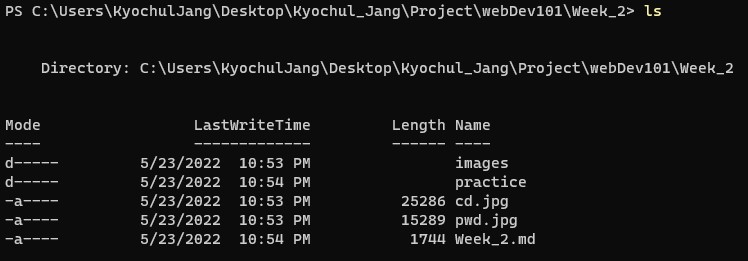 PS C:\Users\KyochulJang\Desktop\Kyochul_Jang\Project\webDev101\Week_2> ls
Directory: C:\Users\KyochulJang\Desktop\Kyochul_Jang\Project\webDev101\Week_2
Mode LastWriteTime Length Name
---- ------------- ------ ----
d----- 5/23/2022 10:53 PM images
d----- 5/23/2022 10:54 PM practice
-a---- 5/23/2022 10:53 PM 25286 cd.jpg
-a---- 5/23/2022 10:53 PM 15289 pwd.jpg
-a---- 5/23/2022 10:54 PM 1744 Week_2.md